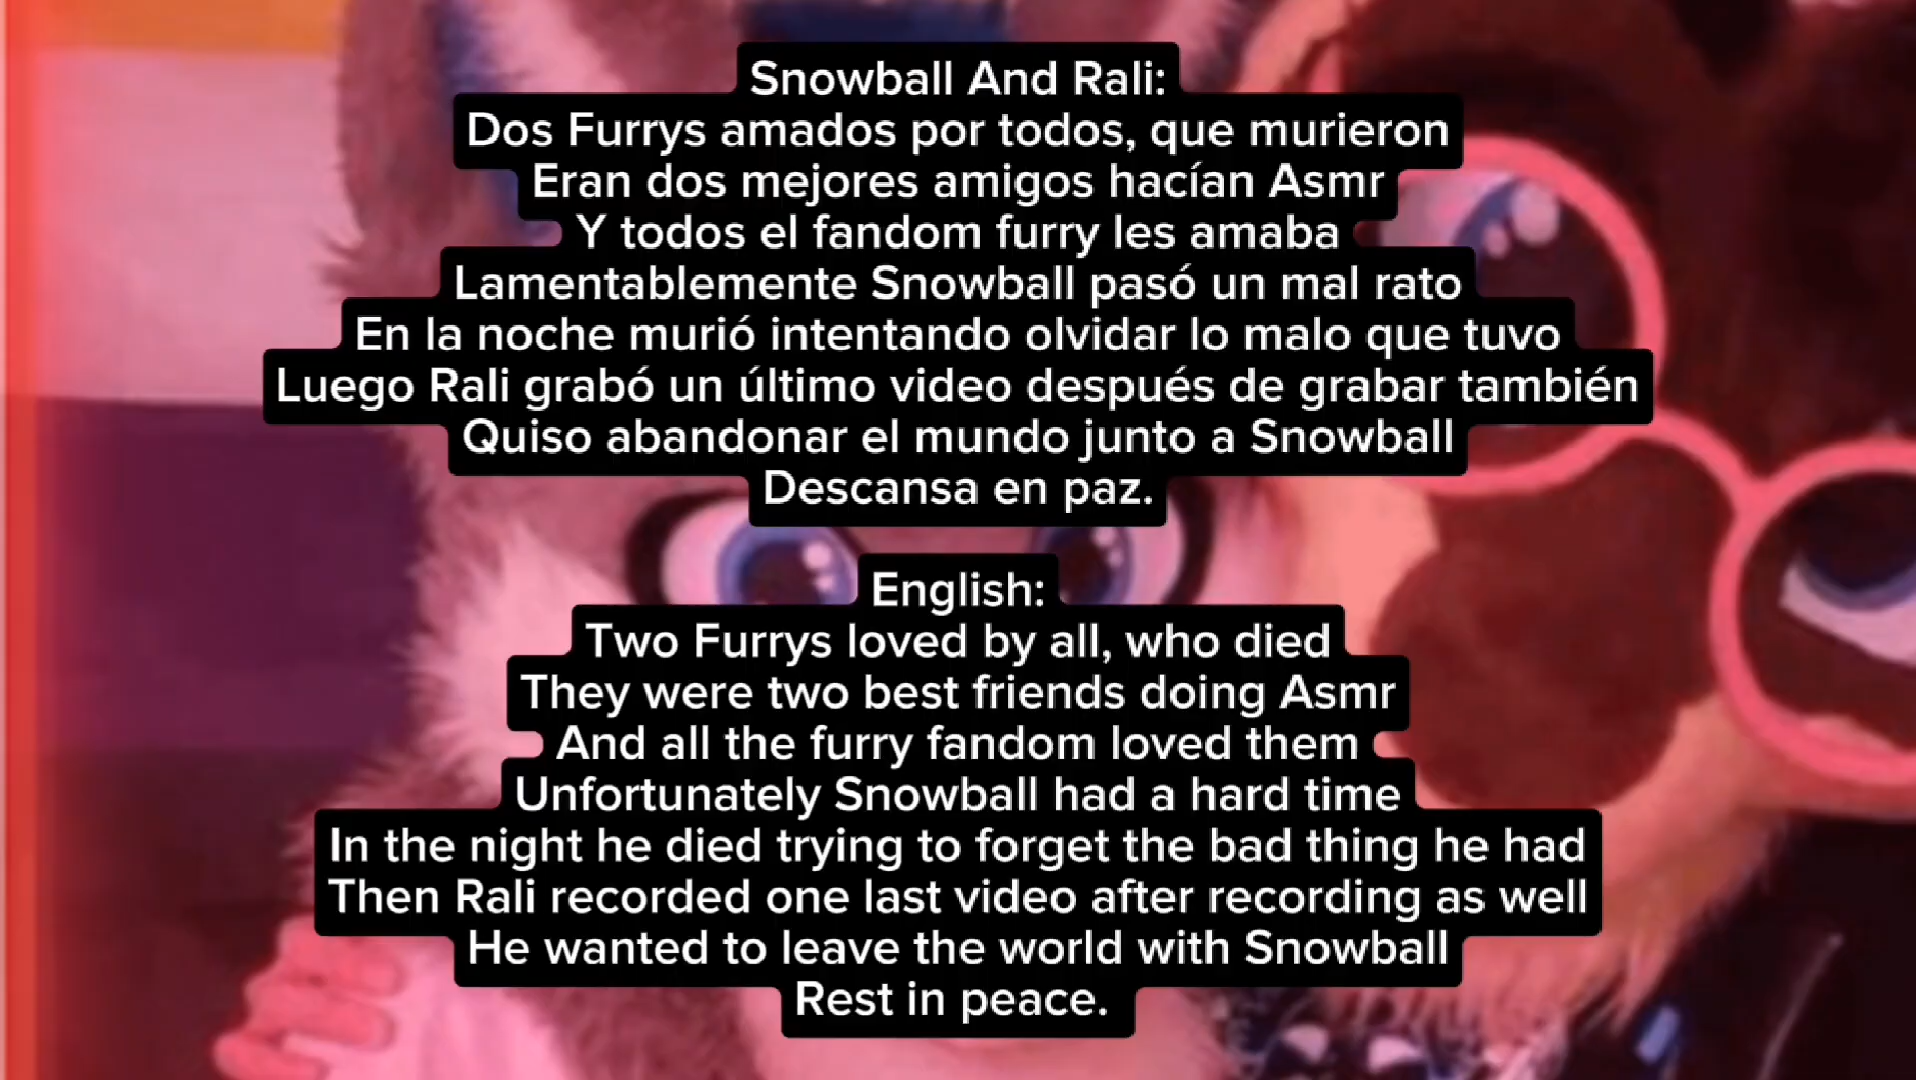 Snowball And Rali:
Dos Furrys amados por todos, que murieron
Eran dos mejores amigos hacían Asmr
Y todos el fandom furry les amaba
Lamentablemente Snowball pasó un mal rato
En la noche murió intentando olvidar lo malo que tuvo
Luego Rali grabó un último video después de grabar también
Quiso abandonar el mundo junto a Snowball
Descansa en paz.
English:
Two Furrys loved by all, who died
They were two best friends doing Asmr
And all the furry fandom loved them
Unfortunately Snowball had a hard time
In the night he died trying to forget the bad thing he had
Then Rali recorded one last video after recording as well
He wanted to leave the world with Snowball
Rest in peace.